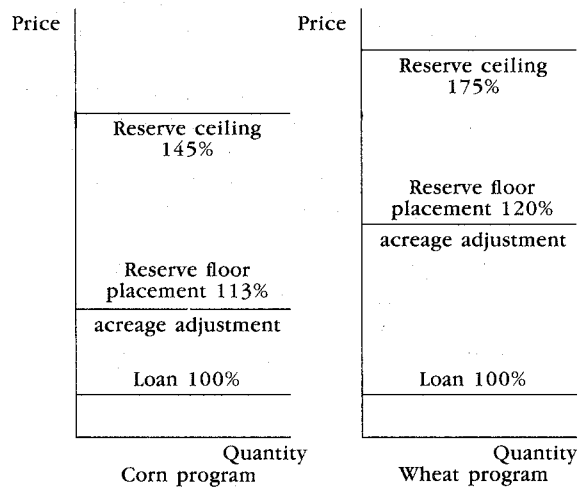 Price
Reserve ceiling
145%
Reserve floor
placement 113%
acreage adjustment
Loan 100%
Quantity
Corn program
Price
Reserve ceiling
175%
Reserve floor
placement 120%
acreage adjustment
Loan 100%
Quantity
Wheat program